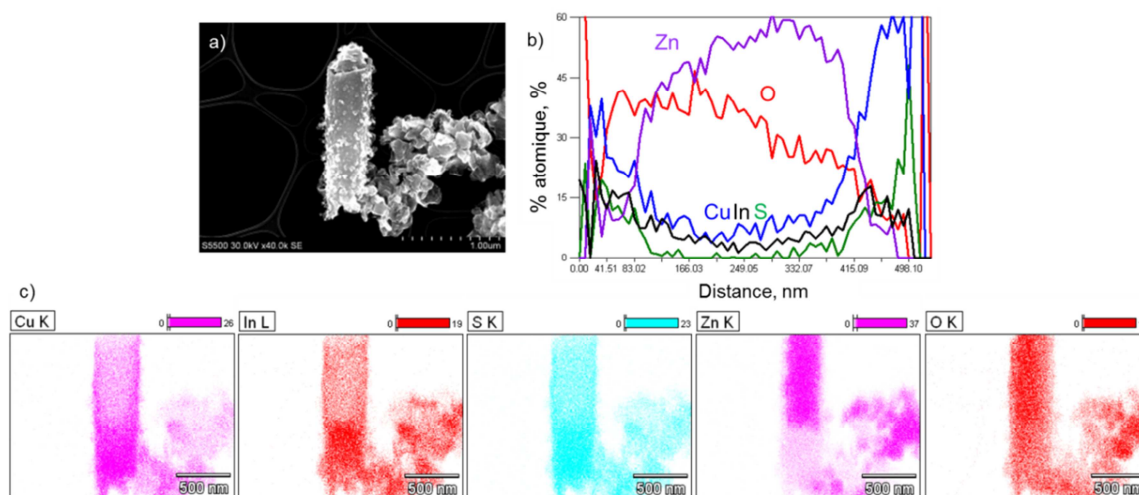 a)
S5500 30.0kV x40.0k SE
1.00um
b)
% atomique, %
60
45
30
15
0
Zn
O
CuInS
0.00 41.51 83.02 166.03 249.05 332.07 415.09 498.10
Distance, nm
c)
Cu K 0 26
In L 0 19
S K 0 23
Zn K 0 37
O K 0
500 nm
500 nm
500 nm
500 nm
500 nm